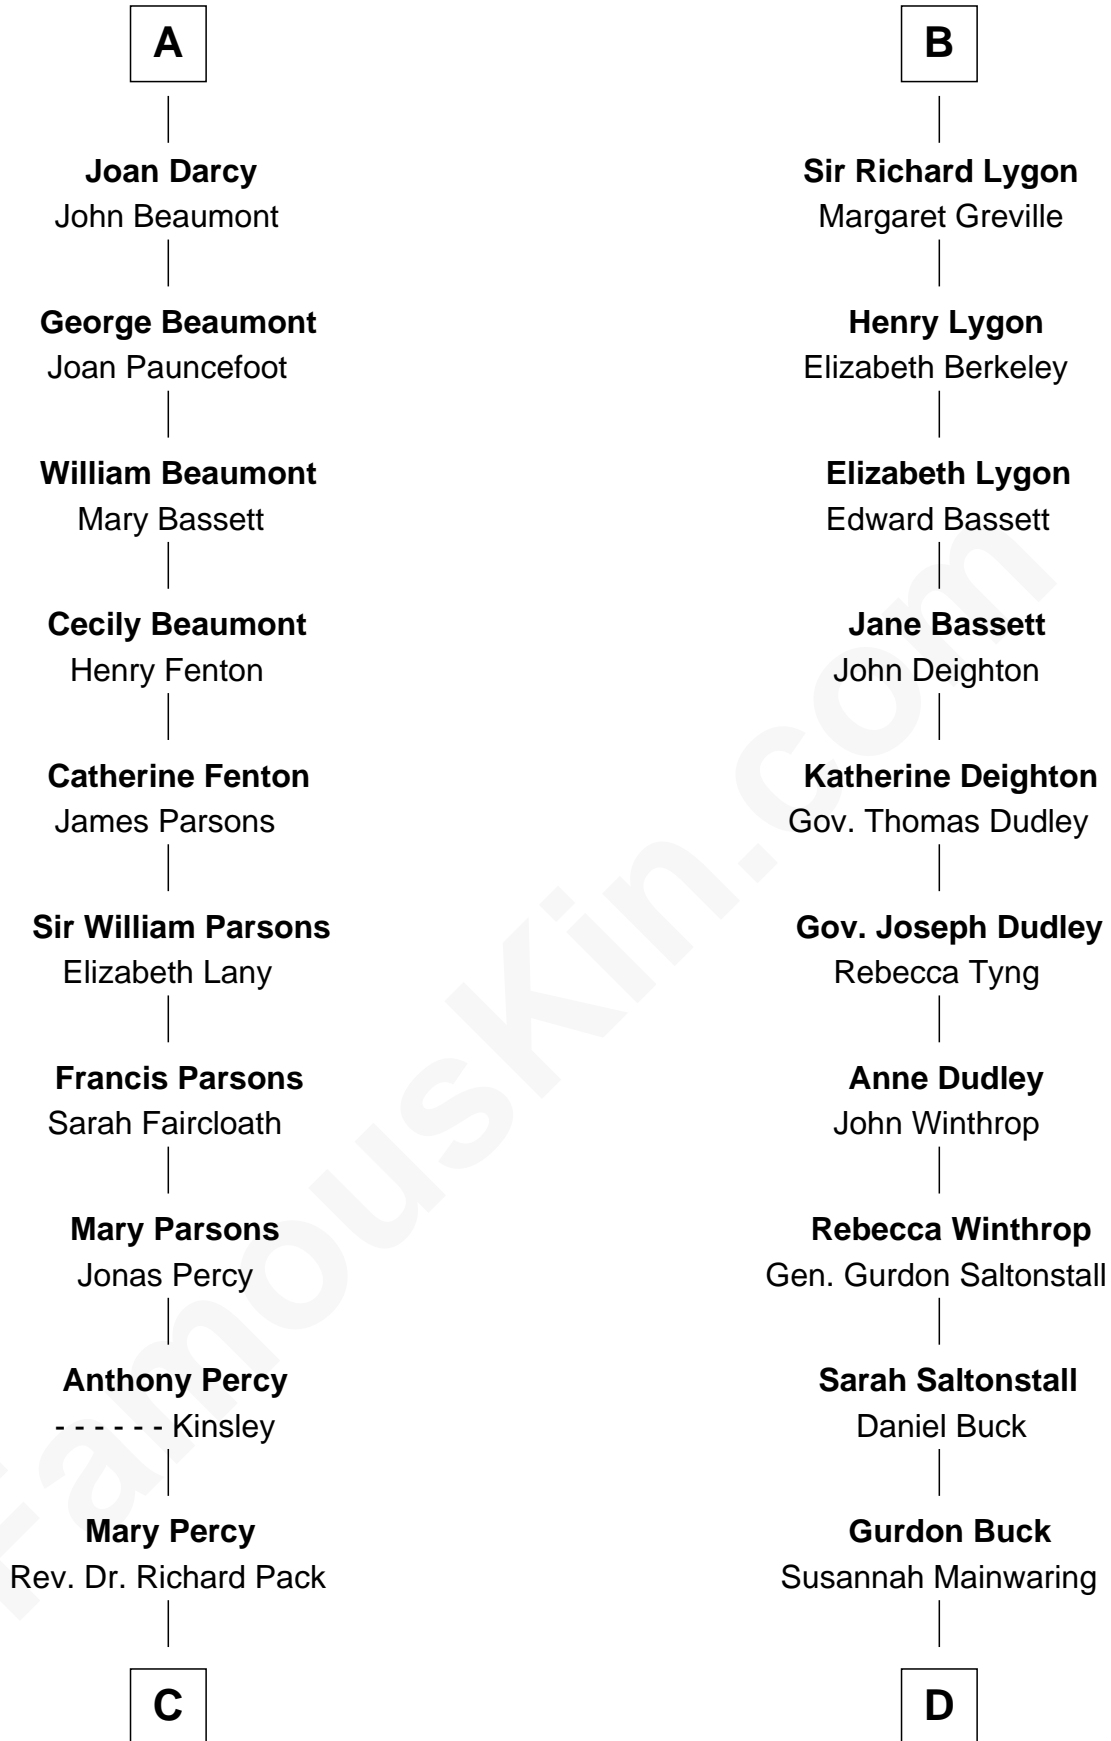 A
Joan Darcy
John Beaumont
George Beaumont
Joan Pauncefoot
William Beaumont
Mary Bassett
Cecily Beaumont
Henry Fenton
Catherine Fenton
James Parsons
Sir William Parsons
Elizabeth Lany
Francis Parsons
Sarah Faircloath
Mary Parsons
Jonas Percy
Anthony Percy
- - - - - - Kinsley
Mary Percy
Rev. Dr. Richard Pack
C
B
Sir Richard Lygon
Margaret Greville
Henry Lygon
Elizabeth Berkeley
Elizabeth Lygon
Edward Bassett
Jane Bassett
John Deighton
Katherine Deighton
Gov. Thomas Dudley
Gov. Joseph Dudley
Rebecca Tyng
Anne Dudley
John Winthrop
Rebecca Winthrop
Gen. Gurdon Saltonstall
Sarah Saltonstall
Daniel Buck
Gurdon Buck
Susannah Mainwaring
D
FamousKin.com